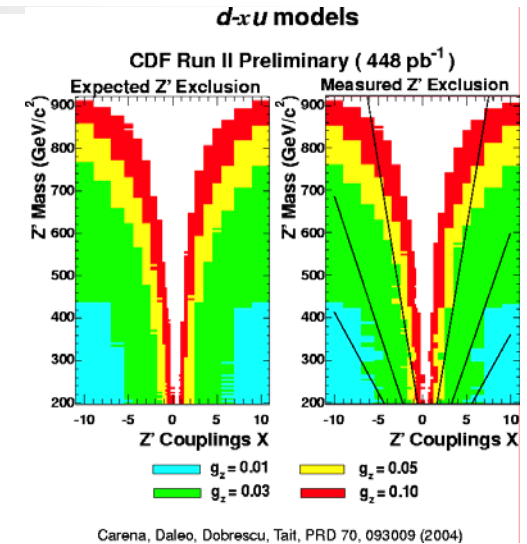 d-xu models
CDF Run II Preliminary ( 448 pb-1)
Expected Z' Exclusion
Measured Z' Exclusion
Z' Mass (GeV/c2)
900
800
700
600
500
400
300
200
-10 -5 0 5 10
Z' Couplings X
Z' Mass (GeV/c2)
900
800
700
600
500
400
300
200
-10 -5 0 5 10
Z' Couplings X
gz = 0.01
gz = 0.05
gz = 0.03
gz = 0.10
Carena, Daleo, Dobrescu, Tait, PRD 70, 093009 (2004)